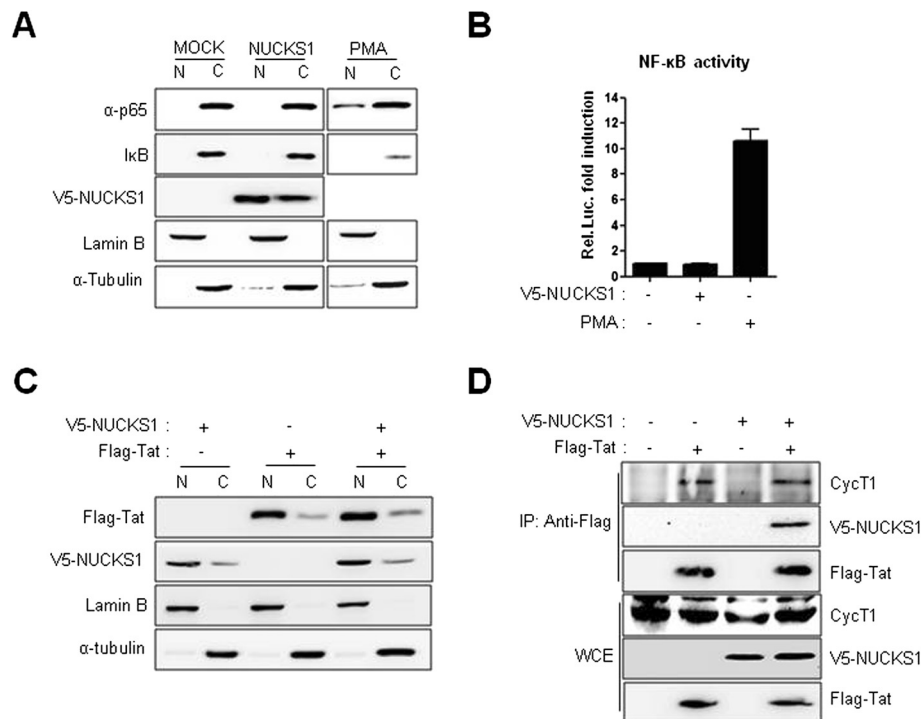 A
MOCK NUCKS1 PMA
N C N C N C
α-p65
IκB
V5-NUCKS1
Lamin B
α-Tubulin
B
NF-κB activity
Rel.Luc. fold induction
14
12
10
8
6
4
2
0
V5-NUCKS1 : - + -
PMA : - - +
C
V5-NUCKS1 : + - +
Flag-Tat : - + +
N C N C N C
Flag-Tat
V5-NUCKS1
Lamin B
α-tubulin
D
V5-NUCKS1 : - - + +
Flag-Tat : - + - +
IP: Anti-Flag
CycT1
V5-NUCKS1
Flag-Tat
WCE
CycT1
V5-NUCKS1
Flag-Tat